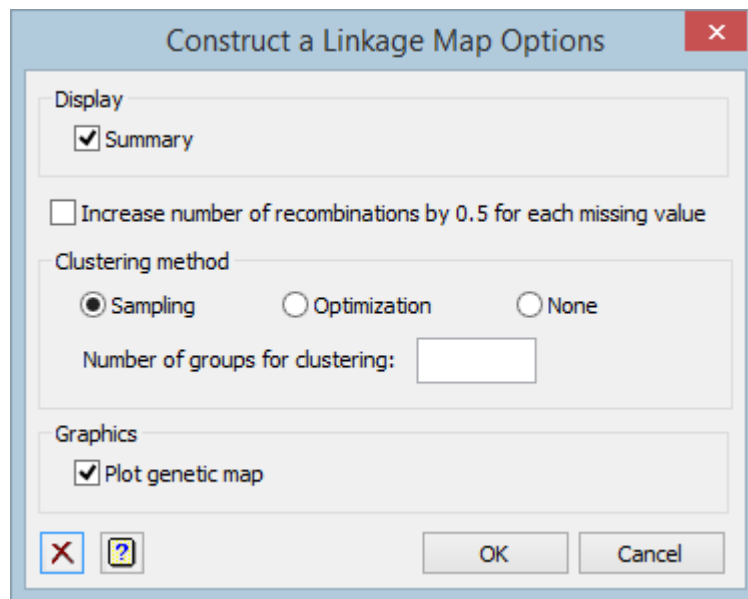 Construct a Linkage Map Options
Display
Summary
Increase number of recombinations by 0.5 for each missing value
Clustering method
Sampling Optimization None
Number of groups for clustering:
Graphics
Plot genetic map
? OK Cancel